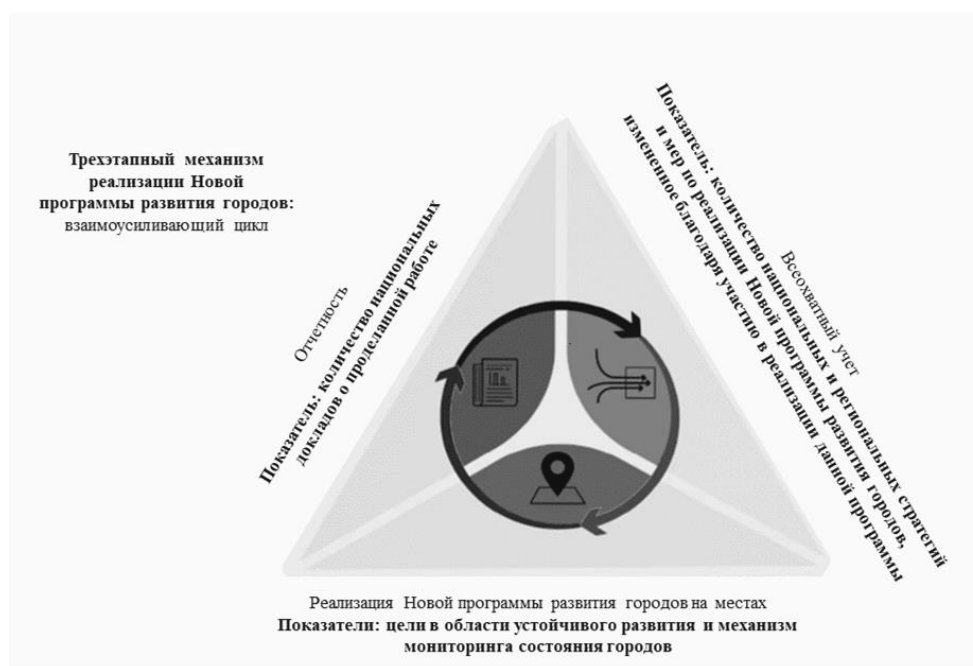 Трехэтапный механизм
реализации Новой
программы развития городов:
взаимоусиливающий цикл
Отчетность
Показатель: количество национальных
докладов о проделанной работе
Всеохватный учет
Показатель: количество национальных и региональных стратегий
и мер по реализации Новой программы развития городов,
измененное благодаря участию в реализации данной программы
Реализация Новой программы развития городов на местах
Показатели: цели в области устойчивого развития и механизм
мониторинга состояния городов